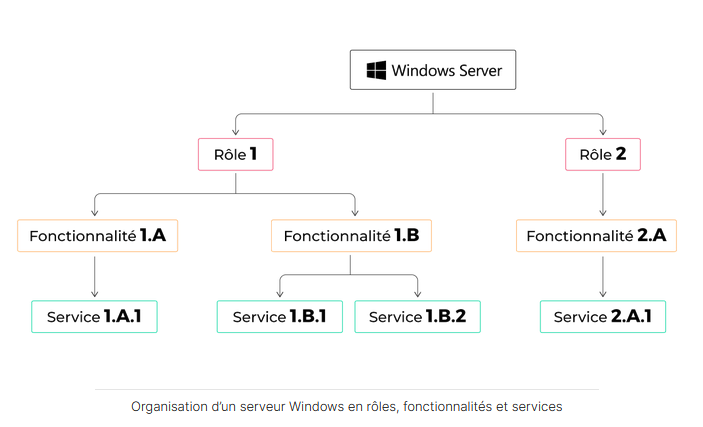 Windows Server
Rôle 1
Rôle 2
Fonctionnalité 1.A
Fonctionnalité 1.B
Fonctionnalité 2.A
Service 1.A.1
Service 1.B.1
Service 1.B.2
Service 2.A.1
Organisation d’un serveur Windows en rôles, fonctionnalités et services